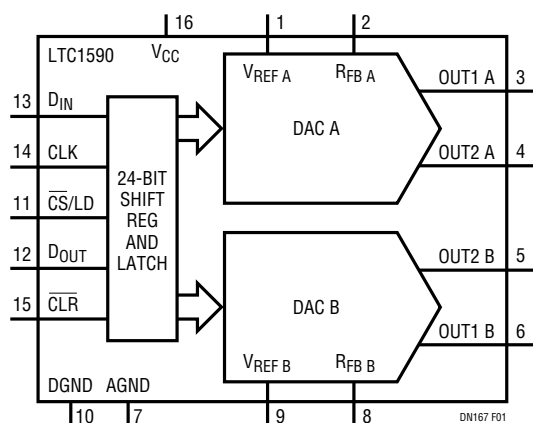 16
1
2
LTC1590
VCC
VREF A
RFB A
OUT1 A
3
13
DIN
DAC A
14
CLK
OUT2 A
4
24-BIT
SHIFT
REG
AND
LATCH
11
C̅S̅/LD
12
DOUT
OUT2 B
5
15
C̅L̅R̅
DAC B
OUT1 B
6
VREF B
RFB B
DGND
AGND
10
7
9
8
DN167 F01